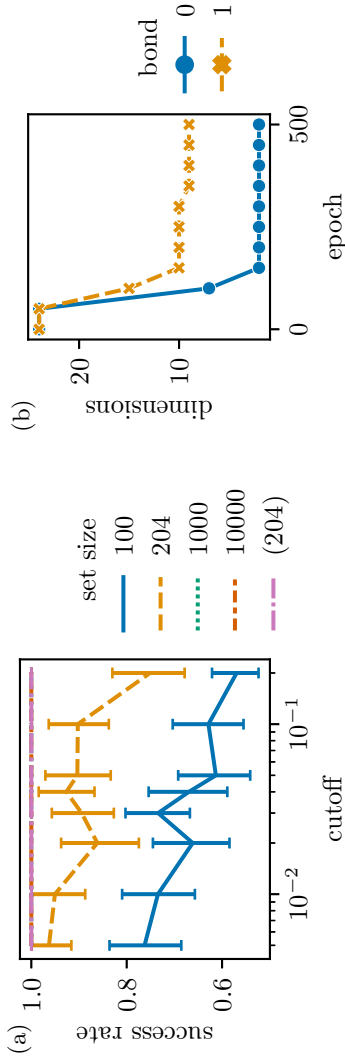 (a)
success rate
1.0
0.8
0.6
10⁻²
10⁻¹
cutoff
set size
100
204
1000
10000
(204)
(b)
dimensions
20
10
0
500
epoch
bond
0
1